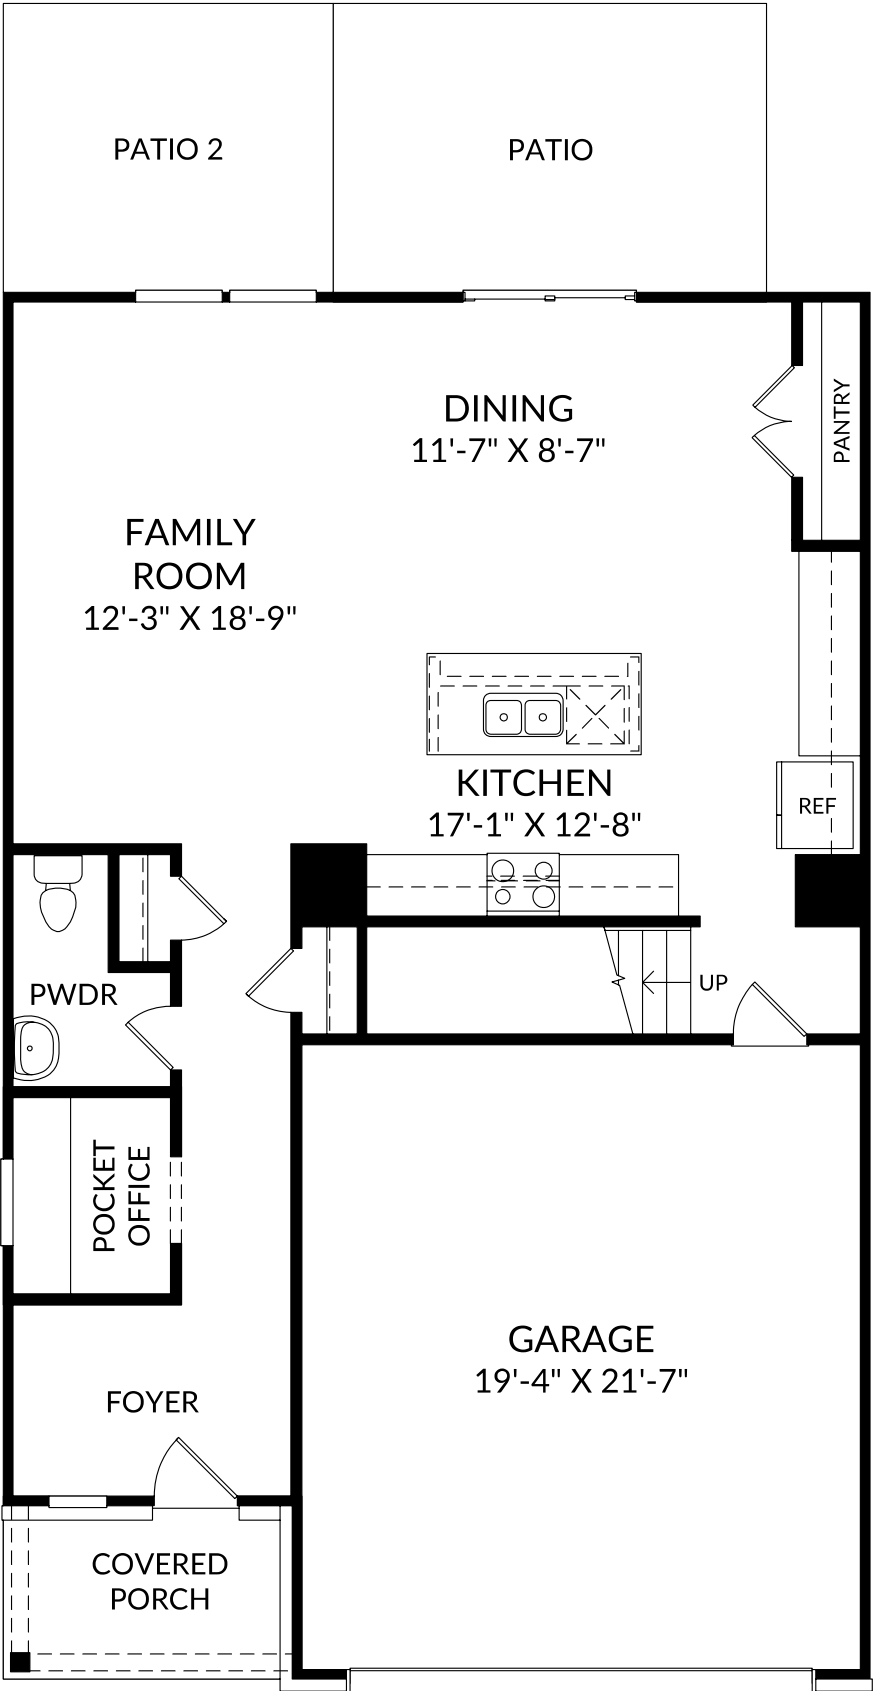 PATIO 2
PATIO
DINING
11'-7" X 8'-7"
PANTRY
FAMILY
ROOM
12'-3" X 18'-9"
KITCHEN
17'-1" X 12'-8"
REF
PWDR
UP
POCKET
OFFICE
GARAGE
19'-4" X 21'-7"
FOYER
COVERED
PORCH